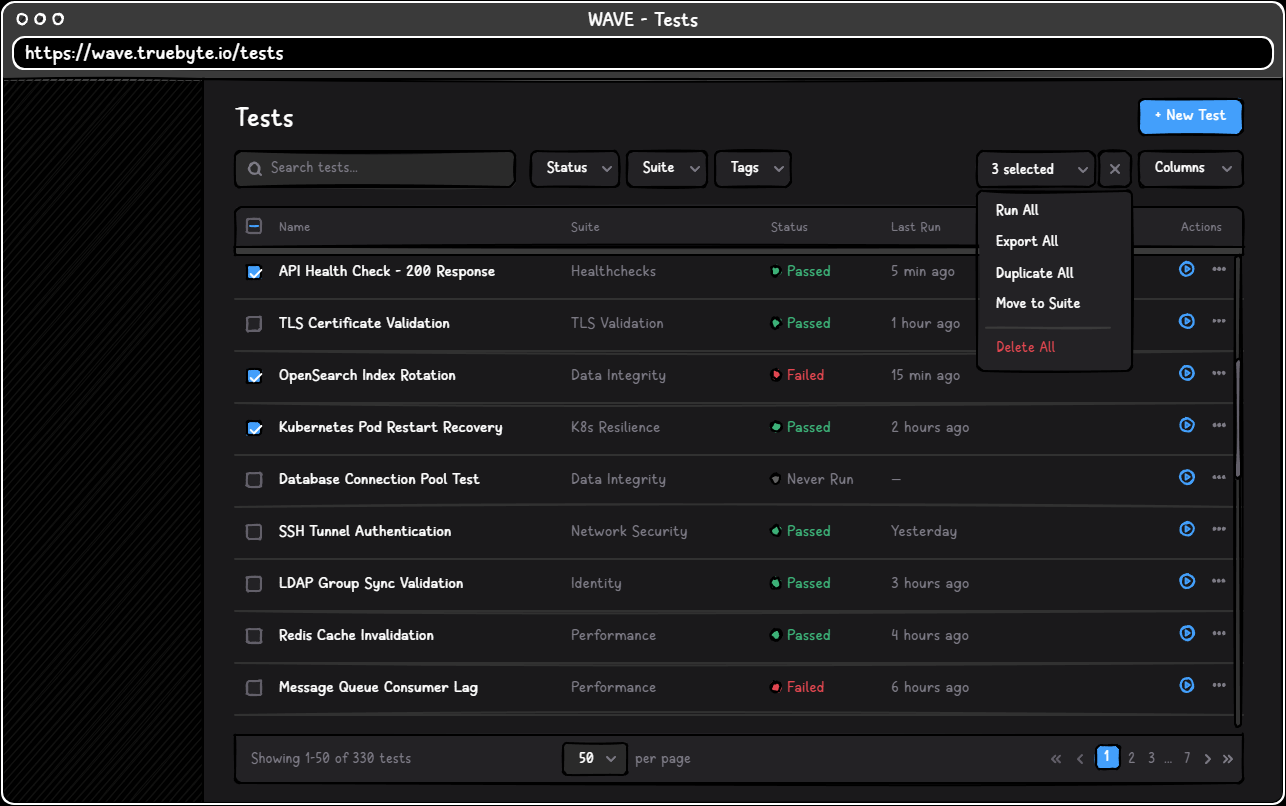 WAVE - Tests
https://wave.truebyte.io/tests
Tests
+ New Test
Search tests...
Status
Suite
Tags
3 selected
Columns
Run All
Export All
Duplicate All
Move to Suite
Delete All
Name Suite Status Last Run Actions
API Health Check - 200 Response Healthchecks Passed 5 min ago
TLS Certificate Validation TLS Validation Passed 1 hour ago
OpenSearch Index Rotation Data Integrity Failed 15 min ago
Kubernetes Pod Restart Recovery K8s Resilience Passed 2 hours ago
Database Connection Pool Test Data Integrity Never Run —
SSH Tunnel Authentication Network Security Passed Yesterday
LDAP Group Sync Validation Identity Passed 3 hours ago
Redis Cache Invalidation Performance Passed 4 hours ago
Message Queue Consumer Lag Performance Failed 6 hours ago
Showing 1-50 of 330 tests
50
per page
« ‹ 1 2 3 ... 7 › »